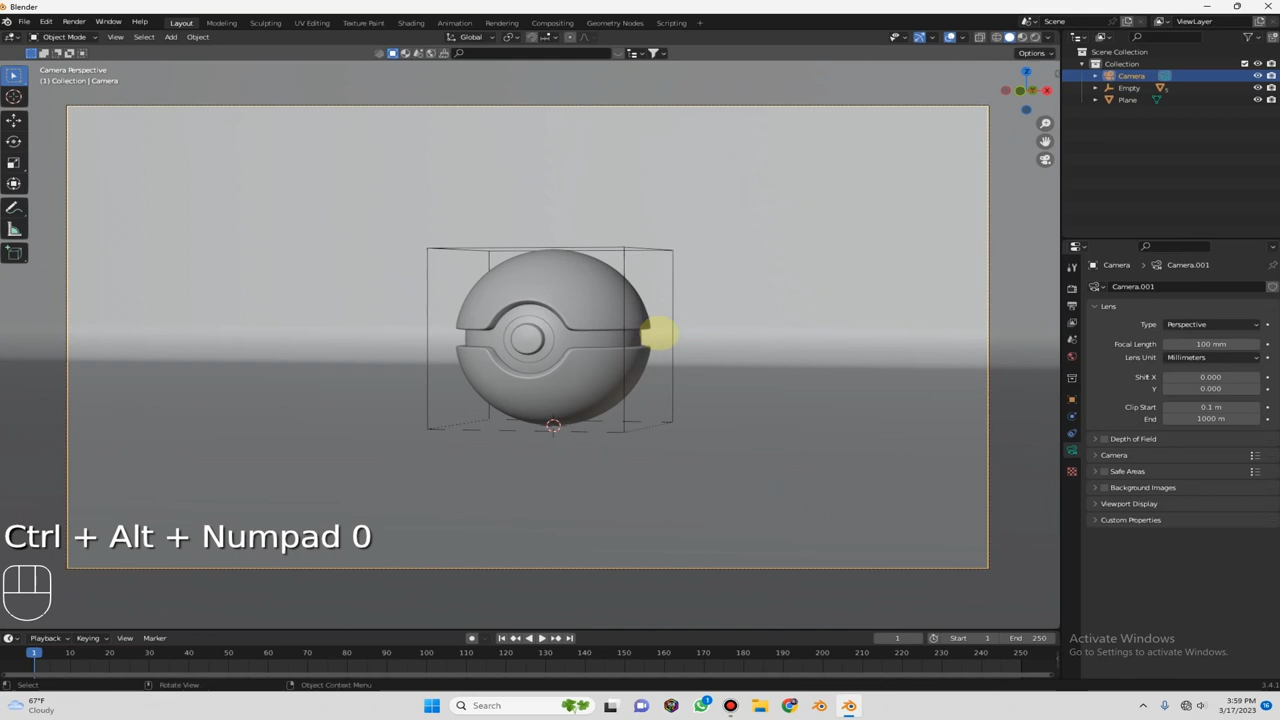 Blender
File Edit Render Window Help
Layout Modeling Sculpting UV Editing Texture Paint Shading Animation Rendering Compositing Geometry Nodes Scripting +
Scene
ViewLayer
Object Mode View Select Add Object
Global
Options
Camera Perspective
(1) Collection | Camera
Z
Y
X
Scene Collection
Collection
Camera
Empty
5
Plane
Camera > Camera.001
Camera.001
Lens
Type Perspective
Focal Length 100 mm
Lens Unit Millimeters
Shift X 0.000
Y 0.000
Clip Start 0.1 m
End 1000 m
Depth of Field
Camera
Safe Areas
Background Images
Viewport Display
Custom Properties
Ctrl + Alt + Numpad 0
Playback Keying View Marker
1 Start 1 End 250
1 10 20 30 40 50 60 70 80 90 100 110 120 130 140 150 160 170 180 190 200 210 220 230 240 250
Activate Windows
Go to Settings to activate Windows.
Select Rotate View Object Context Menu
3.4.1
67°F
Cloudy
Search
1
3:59 PM
3/17/2023
16